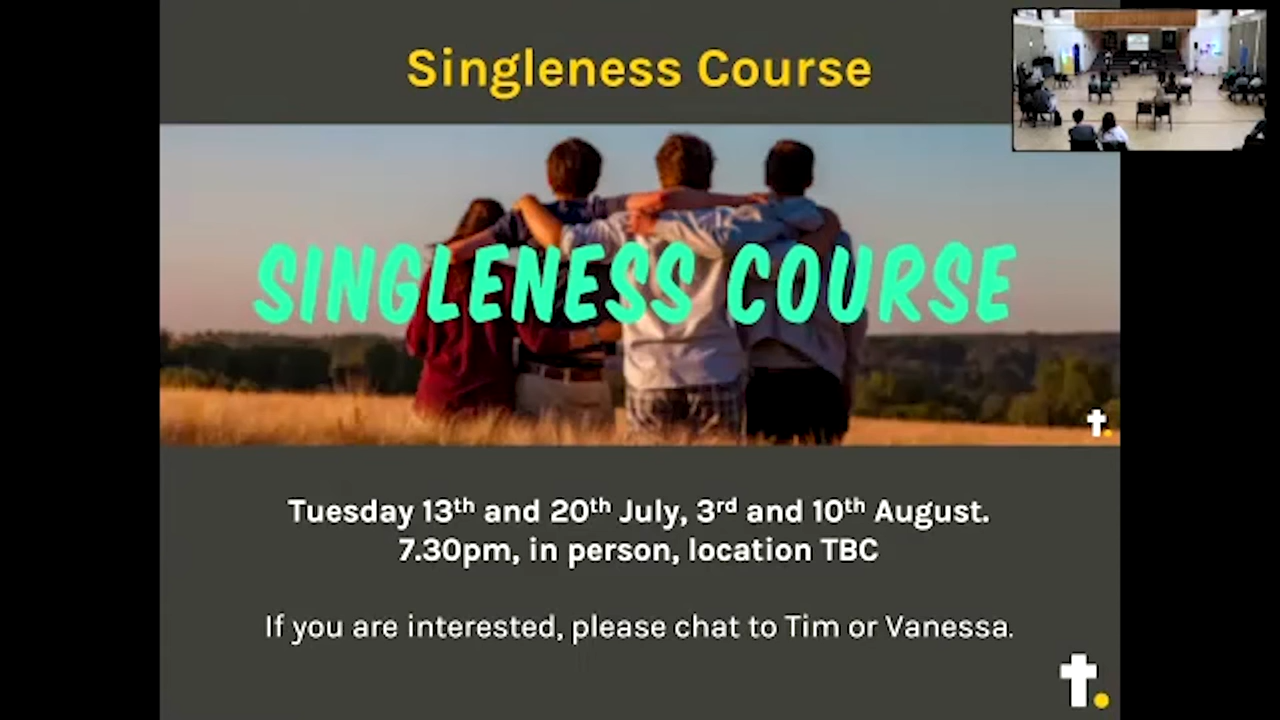 Singleness Course
SINGLENESS COURSE
Tuesday 13th and 20th July, 3rd and 10th August.
7.30pm, in person, location TBC
If you are interested, please chat to Tim or Vanessa.